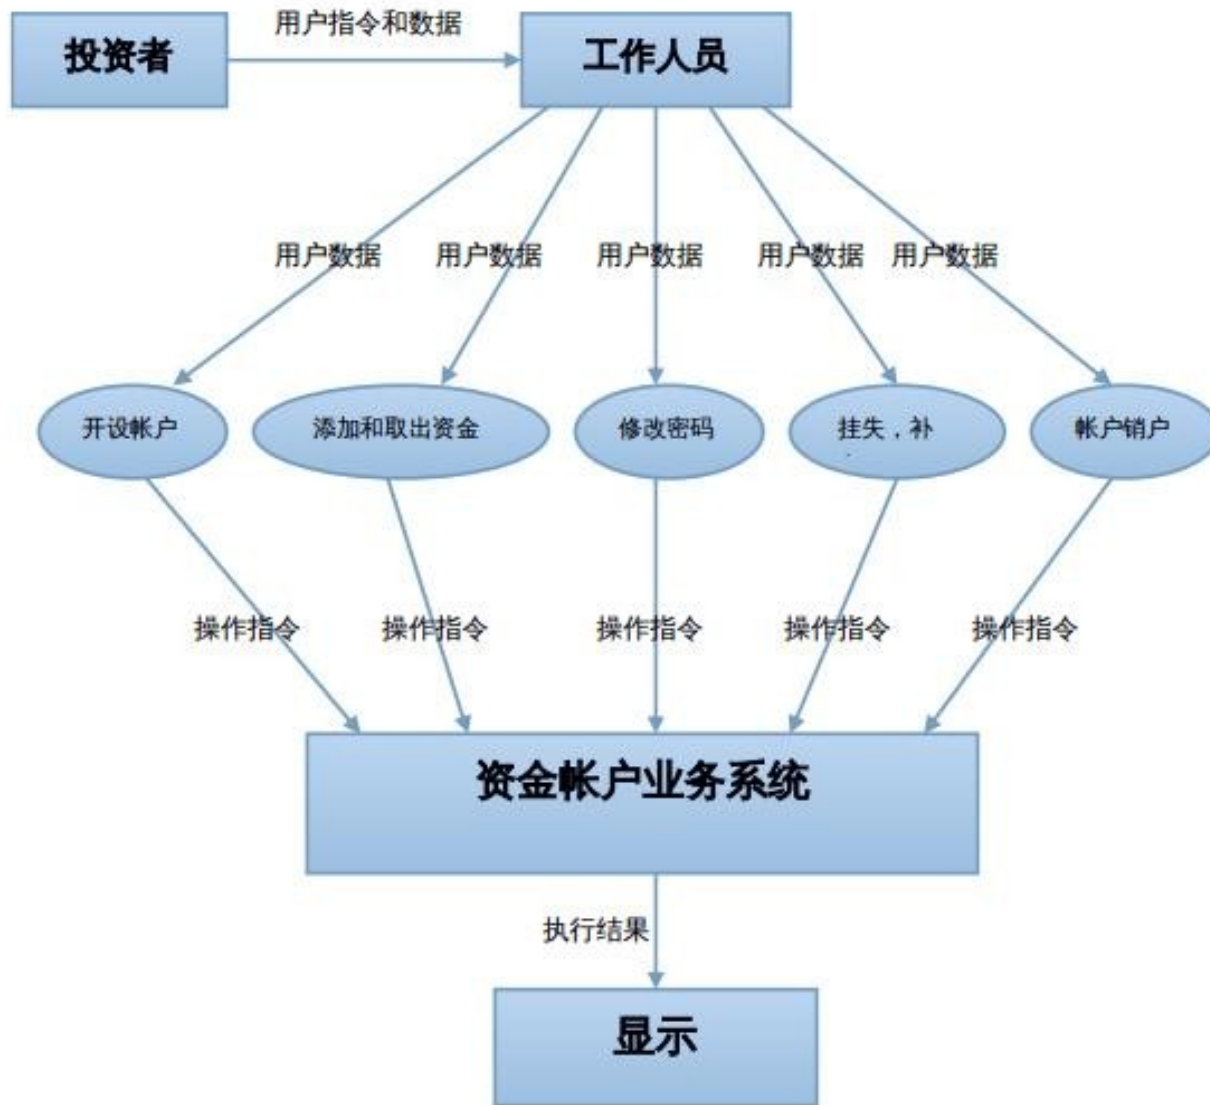 用户指令和数据
投资者
工作人员
用户数据
用户数据
用户数据
用户数据
用户数据
开设帐户
添加和取出资金
修改密码
挂失，补
帐户销户
操作指令
操作指令
操作指令
操作指令
操作指令
资金帐户业务系统
执行结果
显示